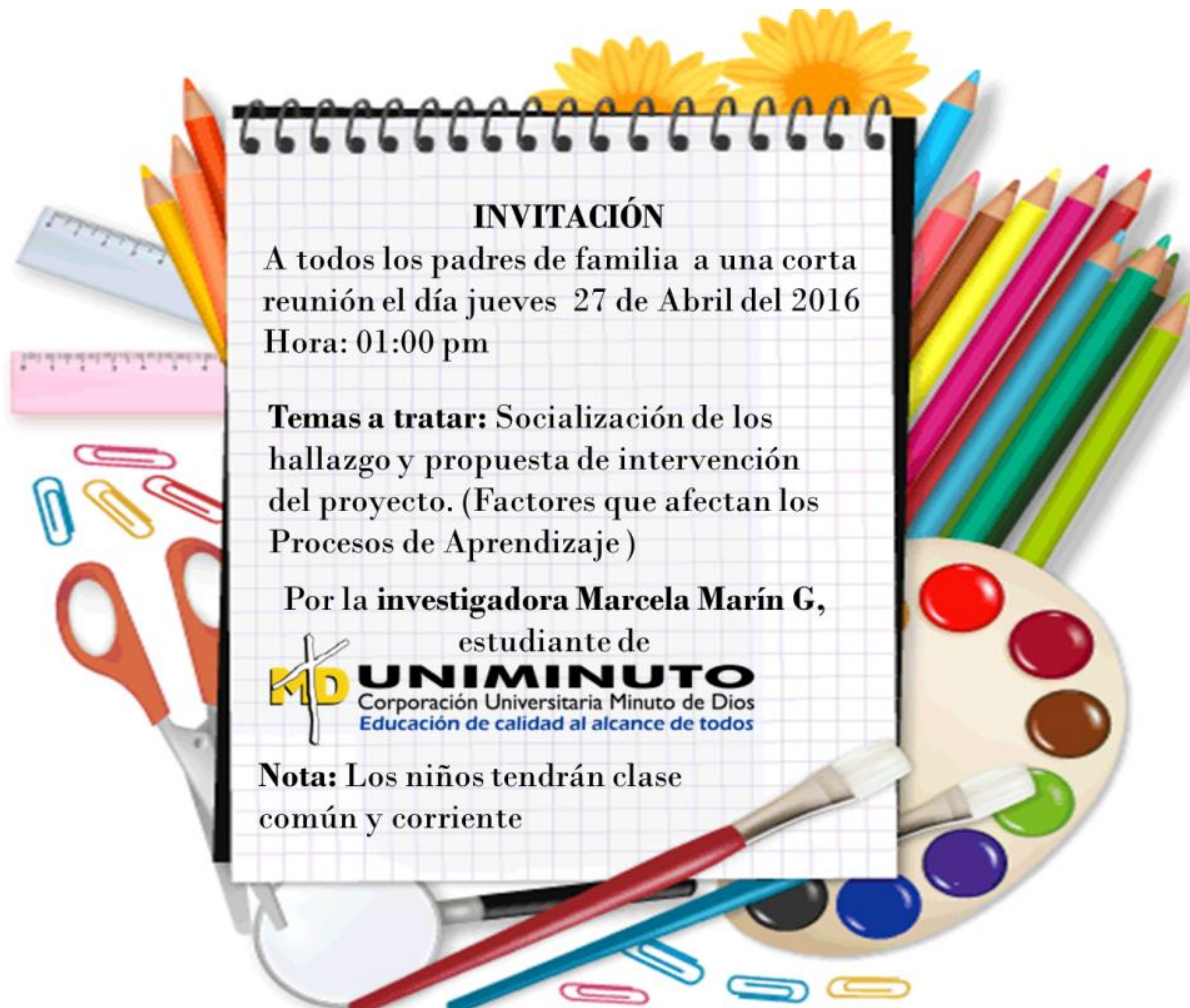 INVITACIÓN
A todos los padres de familia a una corta
reunión el día jueves 27 de Abril del 2016
Hora: 01:00 pm
Temas a tratar: Socialización de los
hallazgo y propuesta de intervención
del proyecto. (Factores que afectan los
Procesos de Aprendizaje )
Por la investigadora Marcela Marín G,
estudiante de
MD UNIMINUTO
Corporación Universitaria Minuto de Dios
Educación de calidad al alcance de todos
Nota: Los niños tendrán clase
común y corriente